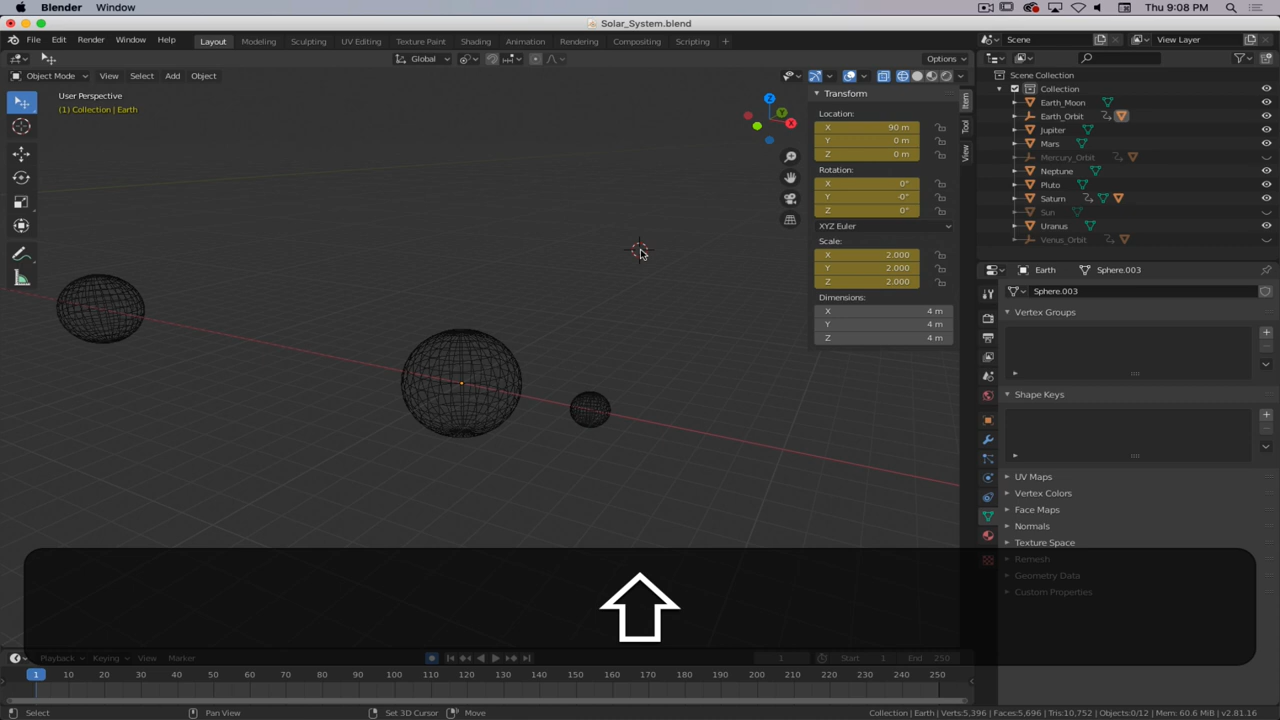 Blender Window Thu 9:08 PM
Solar_System.blend
File Edit Render Window Help Layout Modeling Sculpting UV Editing Texture Paint Shading Animation Rendering Compositing Scripting + Scene View Layer
Global Options
Object Mode View Select Add Object
User Perspective
(1) Collection | Earth
Z
Y
X
Transform
Location:
X 90 m
Y 0 m
Z 0 m
Rotation:
X 0°
Y -0°
Z 0°
XYZ Euler
Scale:
X 2.000
Y 2.000
Z 2.000
Dimensions:
X 4 m
Y 4 m
Z 4 m
Item
Tool
View
Scene Collection
Collection
Earth_Moon
Earth_Orbit
Jupiter
Mars
Mercury_Orbit
Neptune
Pluto
Saturn
Sun
Uranus
Venus_Orbit
Earth Sphere.003
Sphere.003
Vertex Groups
Shape Keys
UV Maps
Vertex Colors
Face Maps
Normals
Texture Space
Remesh
Geometry Data
Custom Properties
Playback Keying View Marker 1 Start 1 End 250
1 10 20 30 40 50 60 70 80 90 100 110 120 130 140 150 160 170 180 190 200 210 220 230 240 250
Select Pan View Set 3D Cursor Move Collection | Earth | Verts:5,396 | Faces:5,696 | Tris:10,752 | Objects:0/12 | Mem: 60.6 MiB | v2.81.16